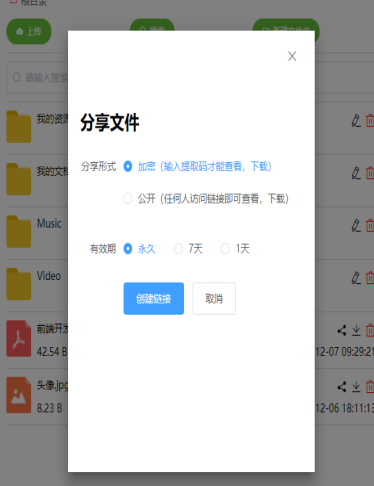 根目录
上传
请输入搜索
X
分享文件
分享形式 加密（输入提取码才能查看，下载）
公开（任何人访问链接即可查看，下载）
有效期 永久 7天 1天
创建链接 取消
我的资源
我的文档
Music
Video
前端开发
42.54 B 12-07 09:29:21
头像.jpg
8.23 B 12-06 18:11:13